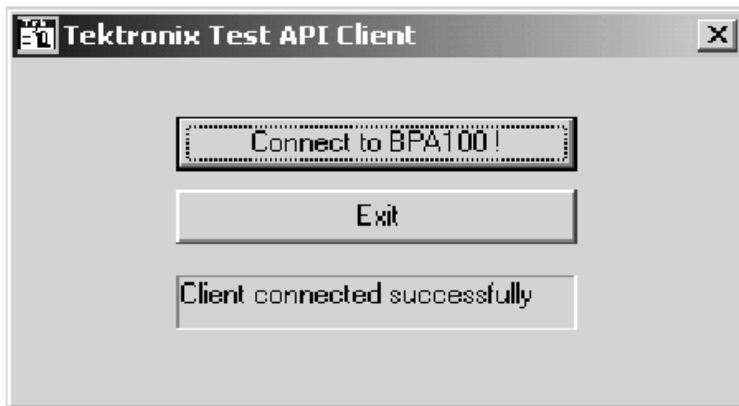 Tektronix Test API Client
Connect to BPA100 !
Exit
Client connected successfully